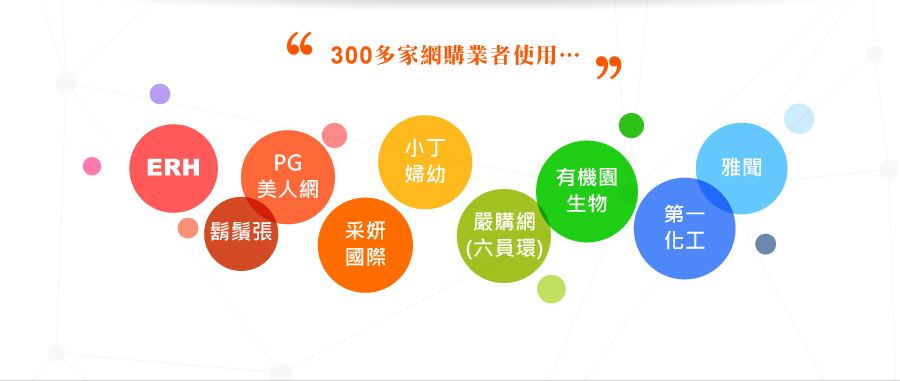 “ 300多家網購業者使用… ”
ERH
PG
美人網
鬍鬚張
采妍
國際
小丁
婦幼
嚴購網
(六員環)
有機園
生物
第一
化工
雅聞